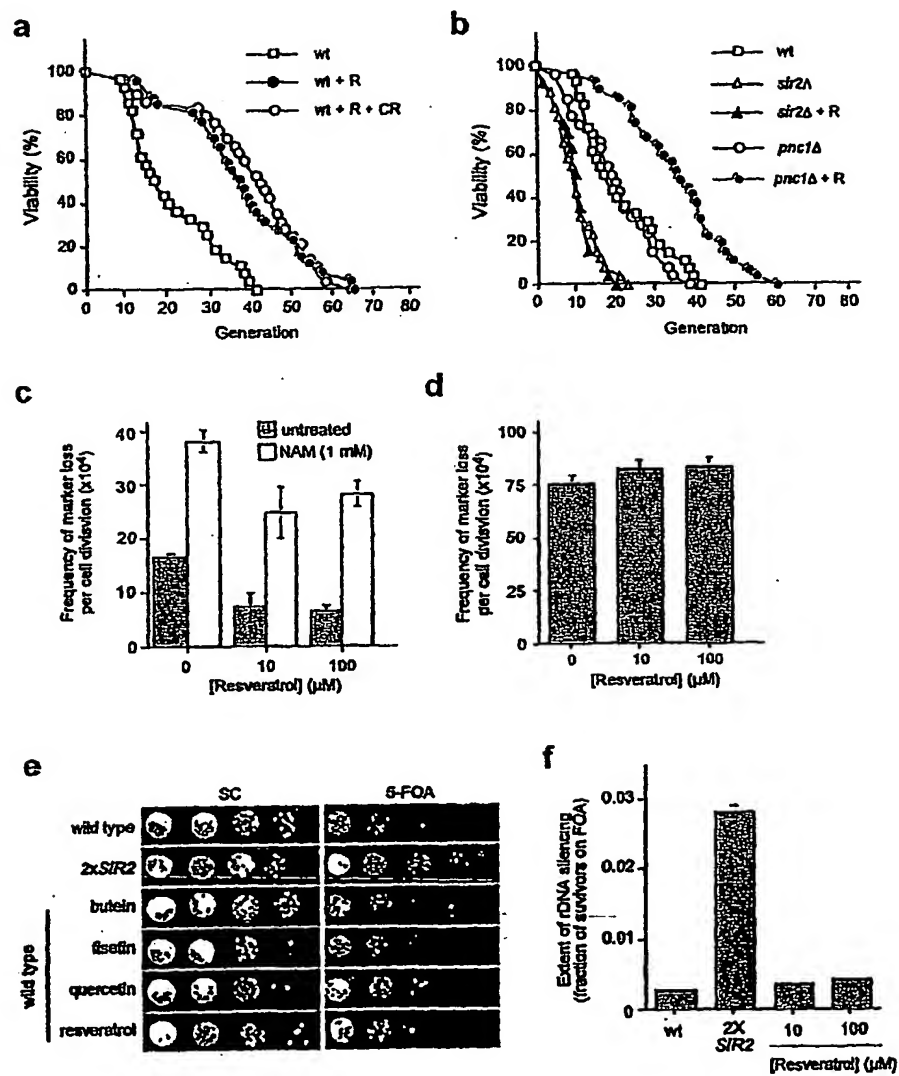 a
wt
wt + R
wt + R + CR
Viability (%)
100
80
60
40
20
0
0 10 20 30 40 50 60 70 80
Generation
b
wt
sir2Δ
sir2Δ + R
pnc1Δ
pnc1Δ + R
Viability (%)
100
80
60
40
20
0
0 10 20 30 40 50 60 70 80
Generation
c
untreated
NAM (1 mM)
Frequency of marker loss
per cell divisvion (x10⁴)
40
30
20
10
0
0 10 100
[Resveratrol] (µM)
d
Frequency of marker loss
per cell devision (x10⁴)
100
75
50
25
0
0 10 100
[Resveratrol] (µM)
e
SC 5-FOA
wild type
2xSIR2
butein
fisetin
quercetin
resveratrol
wild type
f
Extent of rDNA silencing
(fraction of suvivors on FOA)
0.03
0.02
0.01
0
wt 2X SIR2 10 100
[Resveratrol] (µM)